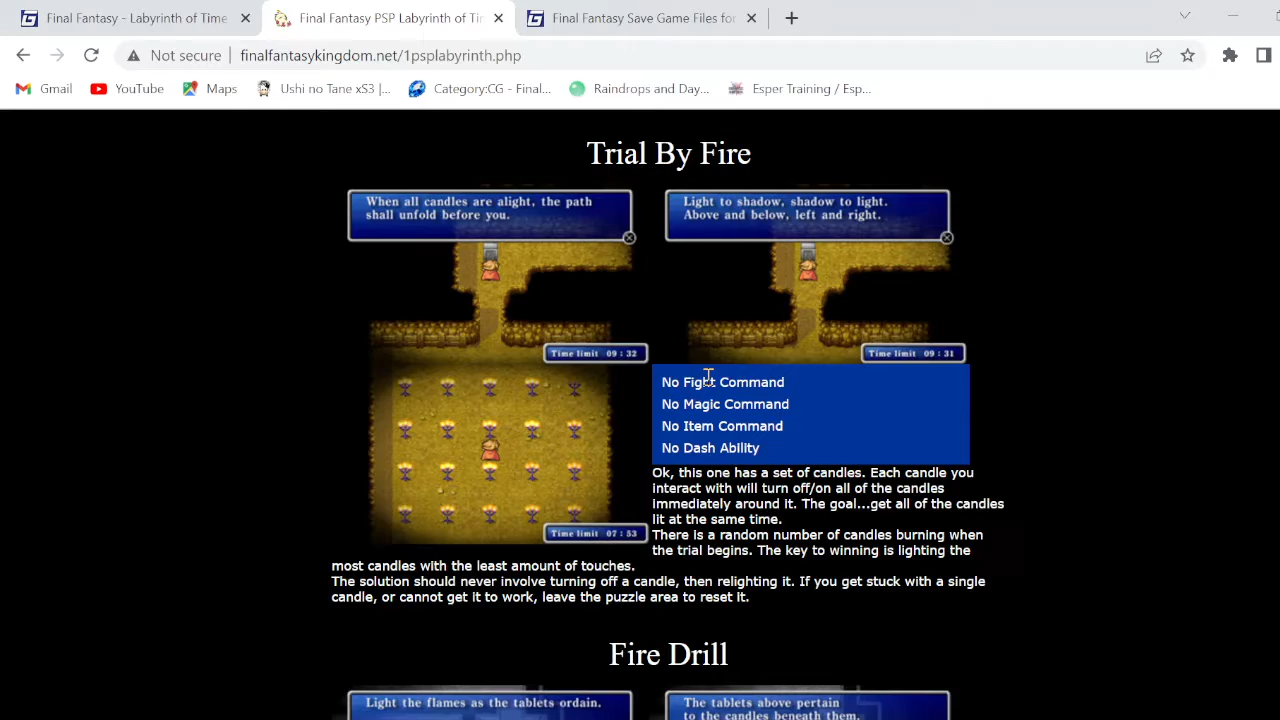 Final Fantasy - Labyrinth of Time
Final Fantasy PSP Labyrinth of Tir
Final Fantasy Save Game Files for
Not secure
finalfantasykingdom.net/1psplabyrinth.php
Gmail
YouTube
Maps
Ushi no Tane xS3 |...
Category:CG - Final...
Raindrops and Day...
Esper Training / Esp...
Trial By Fire
When all candles are alight, the path
shall unfold before you.
Light to shadow, shadow to light.
Above and below, left and right.
Time limit 09:32
Time limit 09:31
No Fight Command
No Magic Command
No Item Command
No Dash Ability
Time limit 07:53
Ok, this one has a set of candles. Each candle you
interact with will turn off/on all of the candles
immediately around it. The goal...get all of the candles
lit at the same time.
There is a random number of candles burning when
the trial begins. The key to winning is lighting the
most candles with the least amount of touches.
The solution should never involve turning off a candle, then relighting it. If you get stuck with a single
candle, or cannot get it to work, leave the puzzle area to reset it.
Fire Drill
Light the flames as the tablets ordain.
The tablets above pertain
to the candles beneath them.